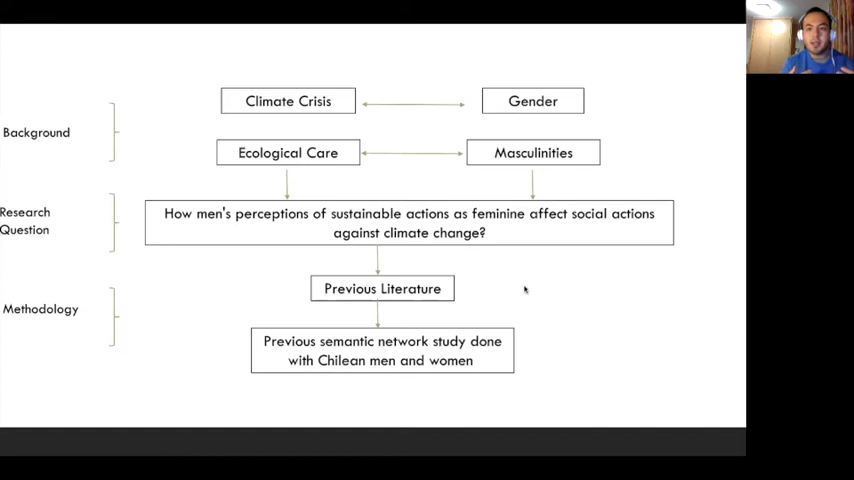 Climate Crisis
Gender
Background
Ecological Care
Masculinities
Research
Question
How men's perceptions of sustainable actions as feminine affect social actions
against climate change?
Previous Literature
Methodology
Previous semantic network study done
with Chilean men and women